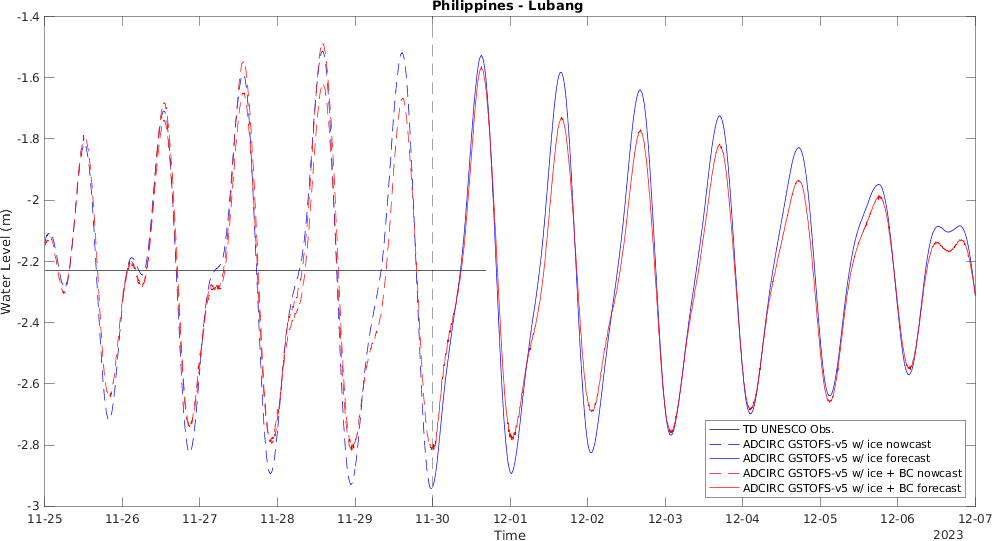 Philippines - Lubang
-1.4
-1.6
-1.8
-2
-2.2
-2.4
-2.6
-2.8
-3
Water Level (m)
11-25 11-26 11-27 11-28 11-29 11-30 12-01 12-02 12-03 12-04 12-05 12-06 12-07
Time
2023
TD UNESCO Obs.
ADCIRC GSTOFS-v5 w/ ice nowcast
ADCIRC GSTOFS-v5 w/ ice forecast
ADCIRC GSTOFS-v5 w/ ice + BC nowcast
ADCIRC GSTOFS-v5 w/ ice + BC forecast